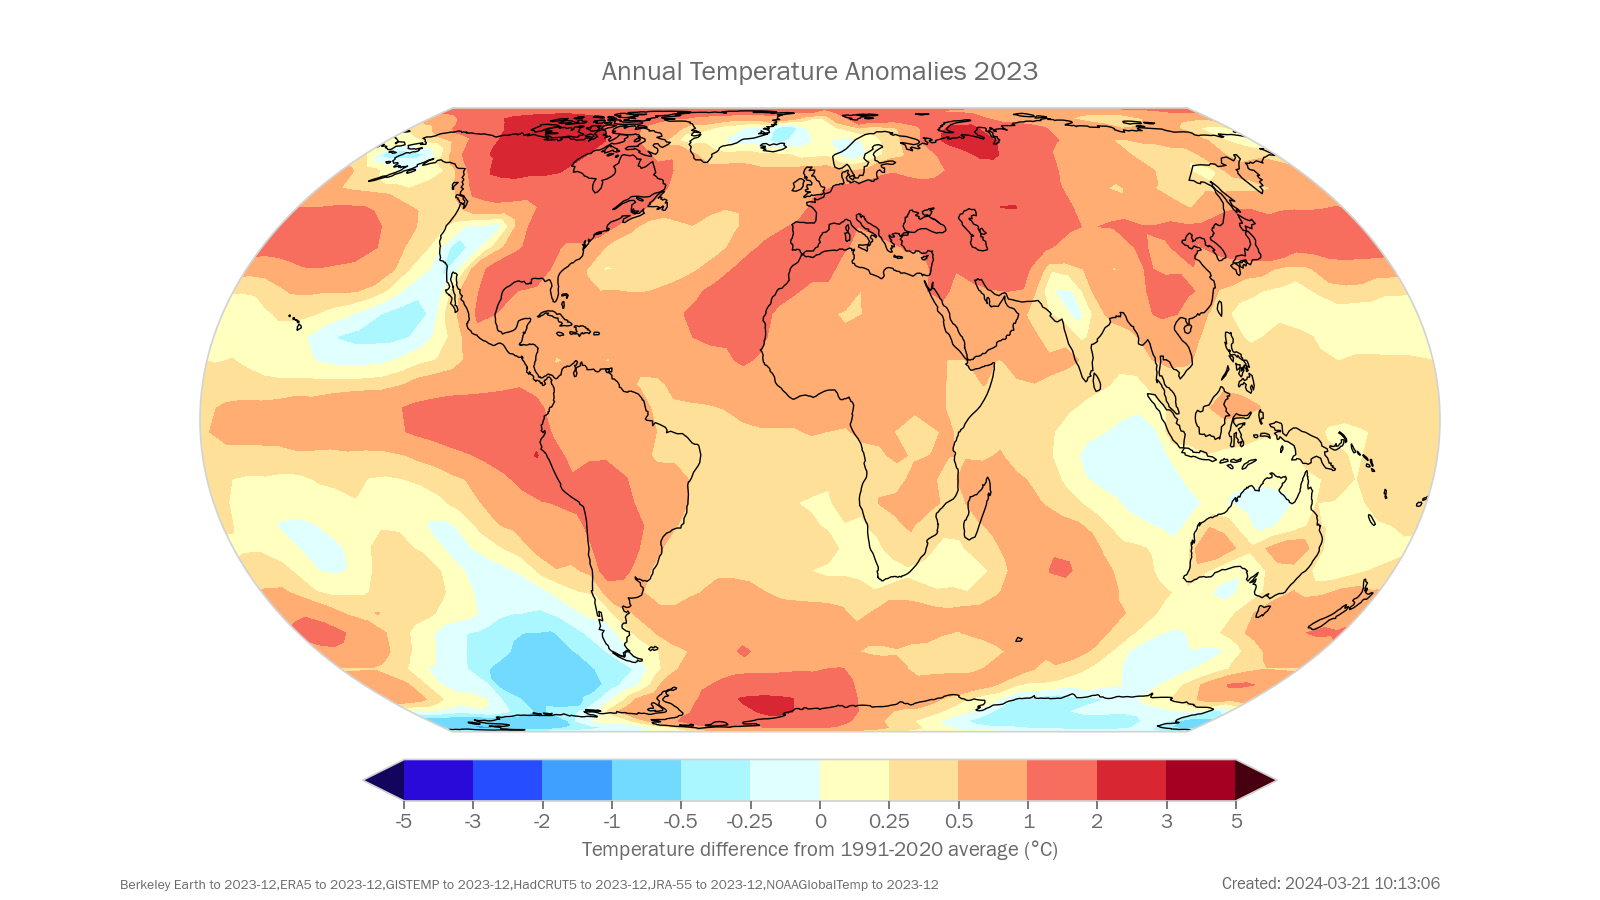 Annual Temperature Anomalies 2023
-5 -3 -2 -1 -0.5 -0.25 0 0.25 0.5 1 2 3 5
Temperature difference from 1991-2020 average (°C)
Berkeley Earth to 2023-12,ERA5 to 2023-12,GISTEMP to 2023-12,HadCRUT5 to 2023-12,JRA-55 to 2023-12,NOAAGlobalTemp to 2023-12
Created: 2024-03-21 10:13:06